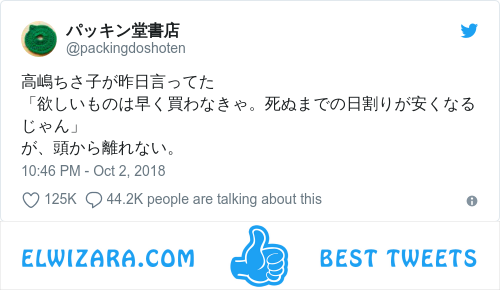 パッキン堂書店
@packingdoshoten
高嶋ちさ子が昨日言ってた
「欲しいものは早く買わなきゃ。死ぬまでの日割りが安くなる
じゃん」
が、頭から離れない。
10:46 PM - Oct 2, 2018
125K 44.2K people are talking about this
ELWIZARA.COM BEST TWEETS